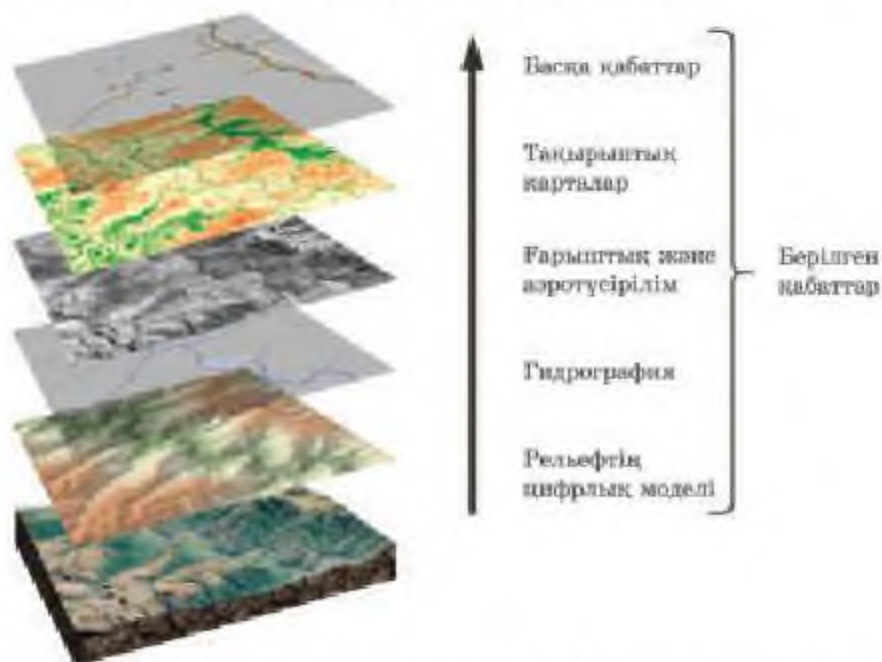 Басқа қабаттар
Тақырыптық
карталар
Ғарыштық және
аэротүсірілім
Гидрография
Рельефтің
цифрлық моделі
Берілген
қабаттар